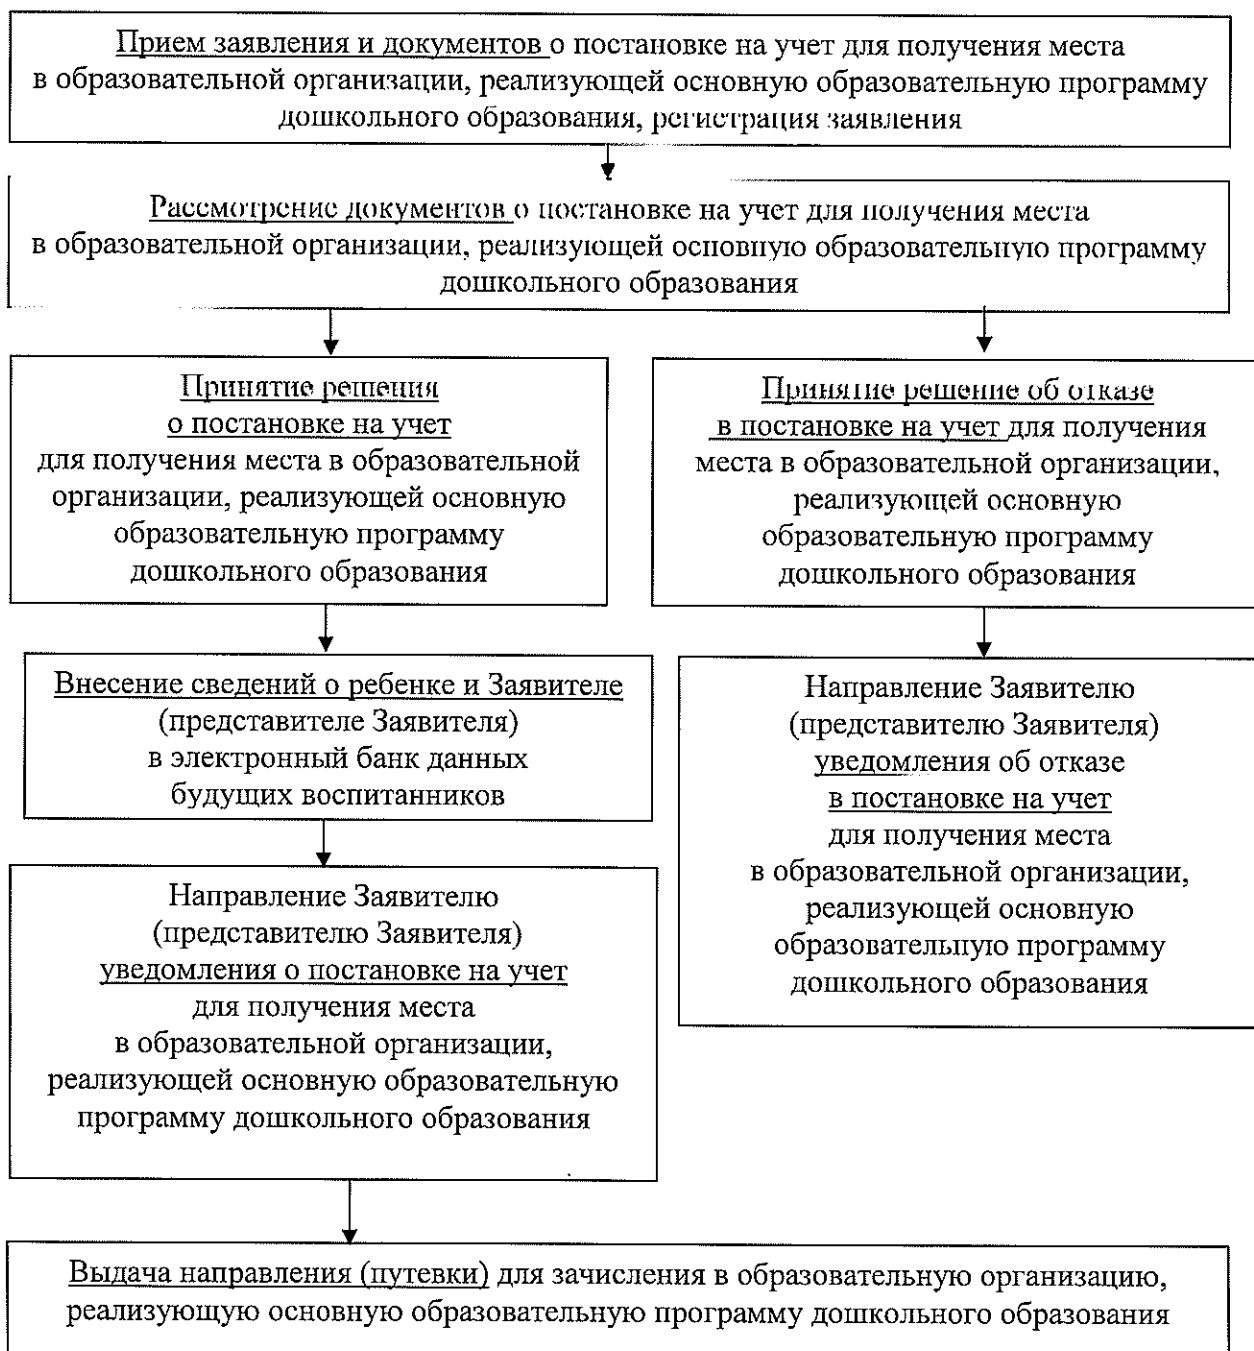 Прием заявления и документов о постановке на учет для получения места
в образовательной организации, реализующей основную образовательную программу
дошкольного образования, регистрация заявления
Рассмотрение документов о постановке на учет для получения места
в образовательной организации, реализующей основную образовательную программу
дошкольного образования
Принятие решения
о постановке на учет
для получения места в образовательной
организации, реализующей основную
образовательную программу
дошкольного образования
Принятие решение об отказе
в постановке на учет для получения
места в образовательной организации,
реализующей основную
образовательную программу
дошкольного образования
Внесение сведений о ребенке и Заявителе
(представителе Заявителя)
в электронный банк данных
будущих воспитанников
Направление Заявителю
(представителю Заявителя)
уведомления об отказе
в постановке на учет
для получения места
в образовательной организации,
реализующей основную
образовательную программу
дошкольного образования
Направление Заявителю
(представителю Заявителя)
уведомления о постановке на учет
для получения места
в образовательной организации,
реализующей основную образовательную
программу дошкольного образования
Выдача направления (путевки) для зачисления в образовательную организацию,
реализующую основную образовательную программу дошкольного образования